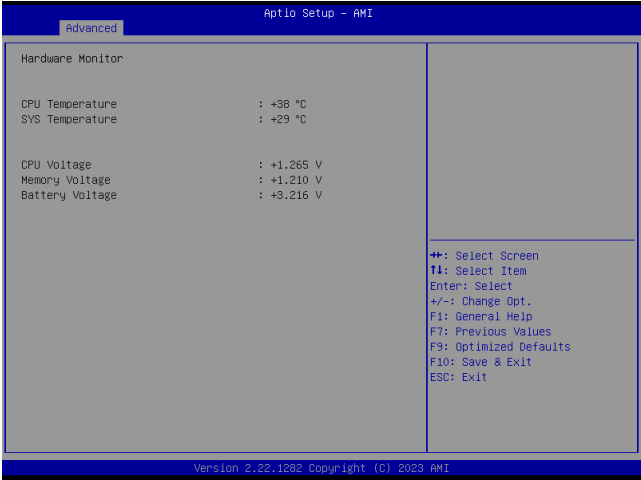 Aptio Setup – AMI
Advanced
Hardware Monitor
CPU Temperature : +38 °C
SYS Temperature : +29 °C
CPU Voltage : +1.265 V
Memory Voltage : +1.210 V
Battery Voltage : +3.216 V
→←: Select Screen
↑↓: Select Item
Enter: Select
+/-: Change Opt.
F1: General Help
F7: Previous Values
F9: Optimized Defaults
F10: Save & Exit
ESC: Exit
Version 2.22.1282 Copyright (C) 2023 AMI